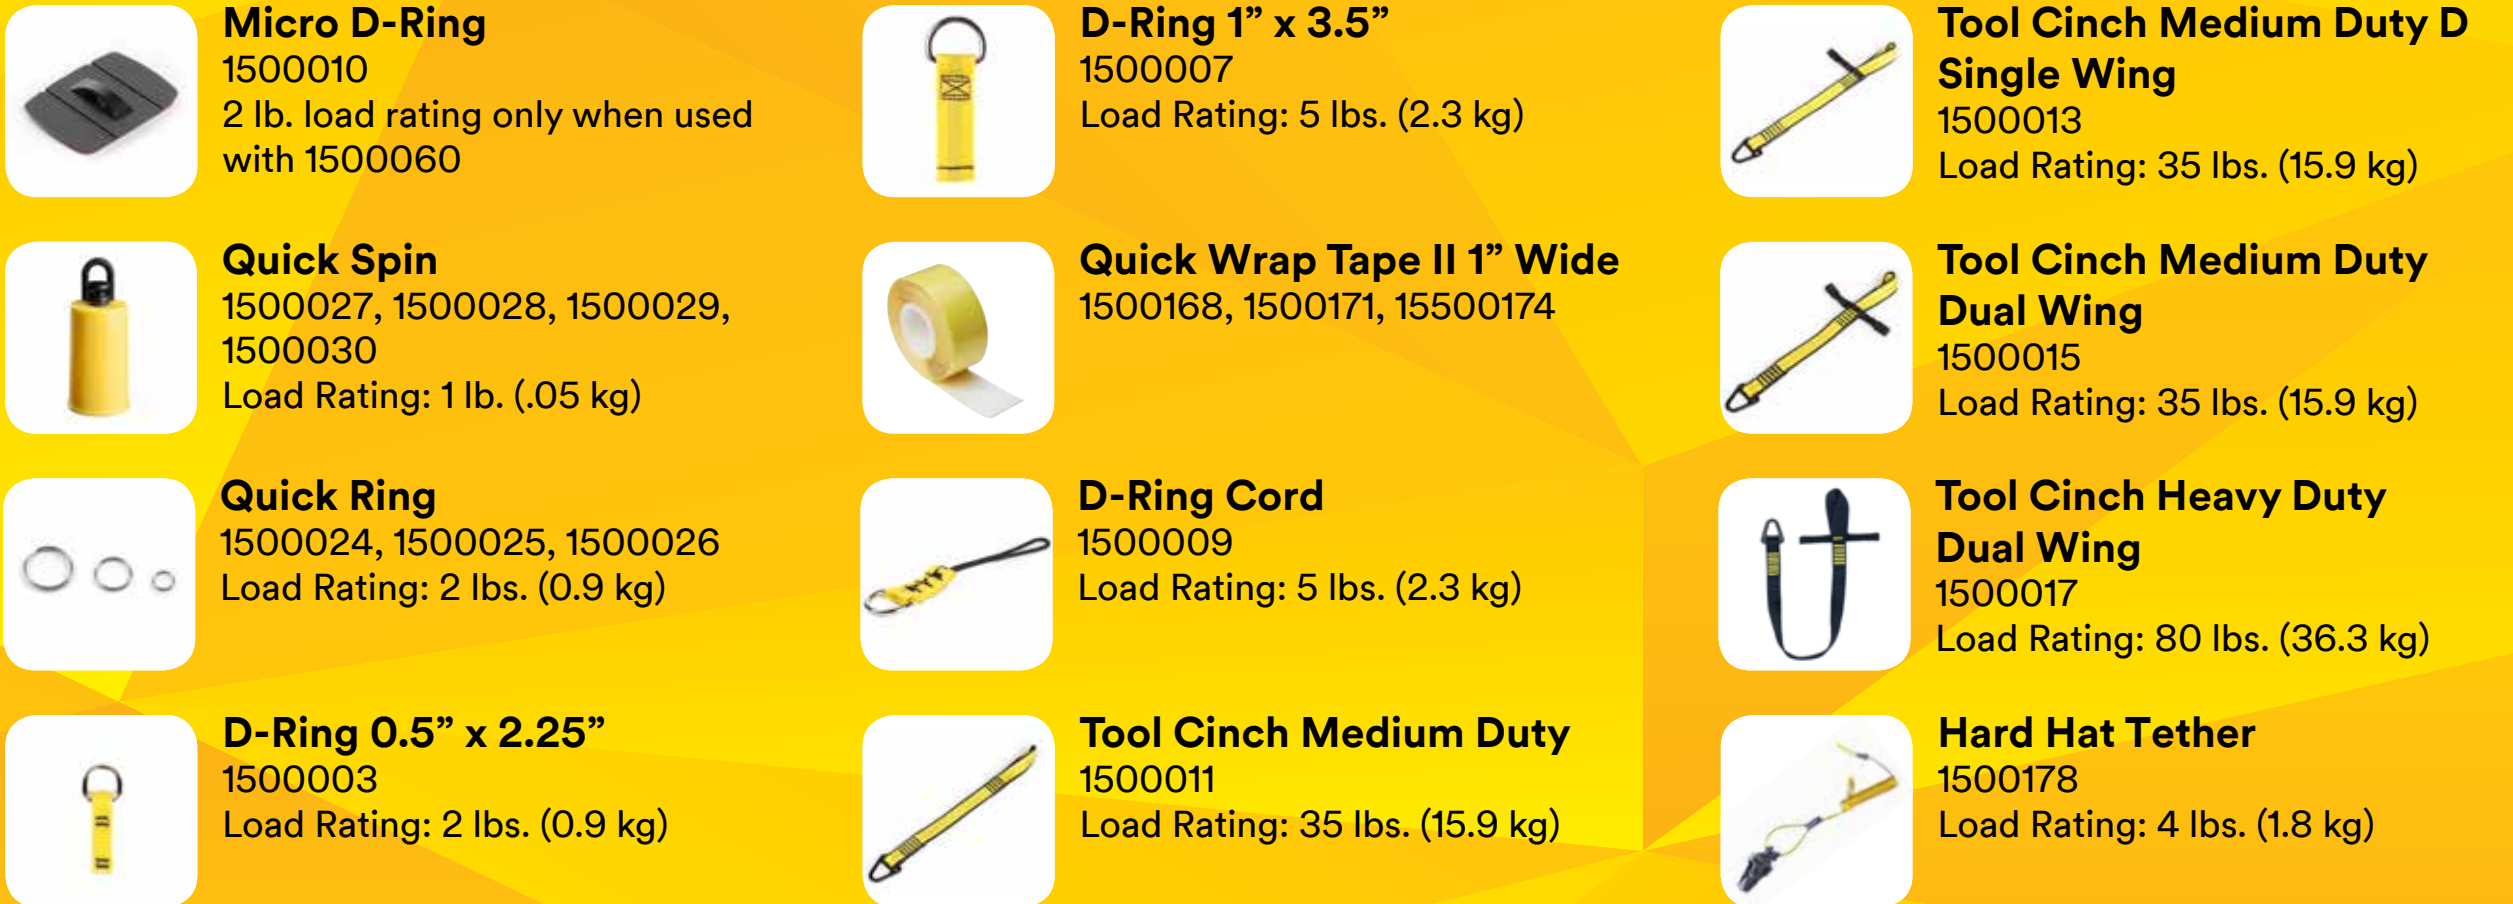 Micro D-Ring
1500010
2 lb. load rating only when used
with 1500060
Quick Spin
1500027, 1500028, 1500029,
1500030
Load Rating: 1 lb. (.05 kg)
Quick Ring
1500024, 1500025, 1500026
Load Rating: 2 lbs. (0.9 kg)
D-Ring 0.5” x 2.25”
1500003
Load Rating: 2 lbs. (0.9 kg)
D-Ring 1” x 3.5”
1500007
Load Rating: 5 lbs. (2.3 kg)
Quick Wrap Tape II 1” Wide
1500168, 1500171, 15500174
D-Ring Cord
1500009
Load Rating: 5 lbs. (2.3 kg)
Tool Cinch Medium Duty
1500011
Load Rating: 35 lbs. (15.9 kg)
Tool Cinch Medium Duty D
Single Wing
1500013
Load Rating: 35 lbs. (15.9 kg)
Tool Cinch Medium Duty
Dual Wing
1500015
Load Rating: 35 lbs. (15.9 kg)
Tool Cinch Heavy Duty
Dual Wing
1500017
Load Rating: 80 lbs. (36.3 kg)
Hard Hat Tether
1500178
Load Rating: 4 lbs. (1.8 kg)